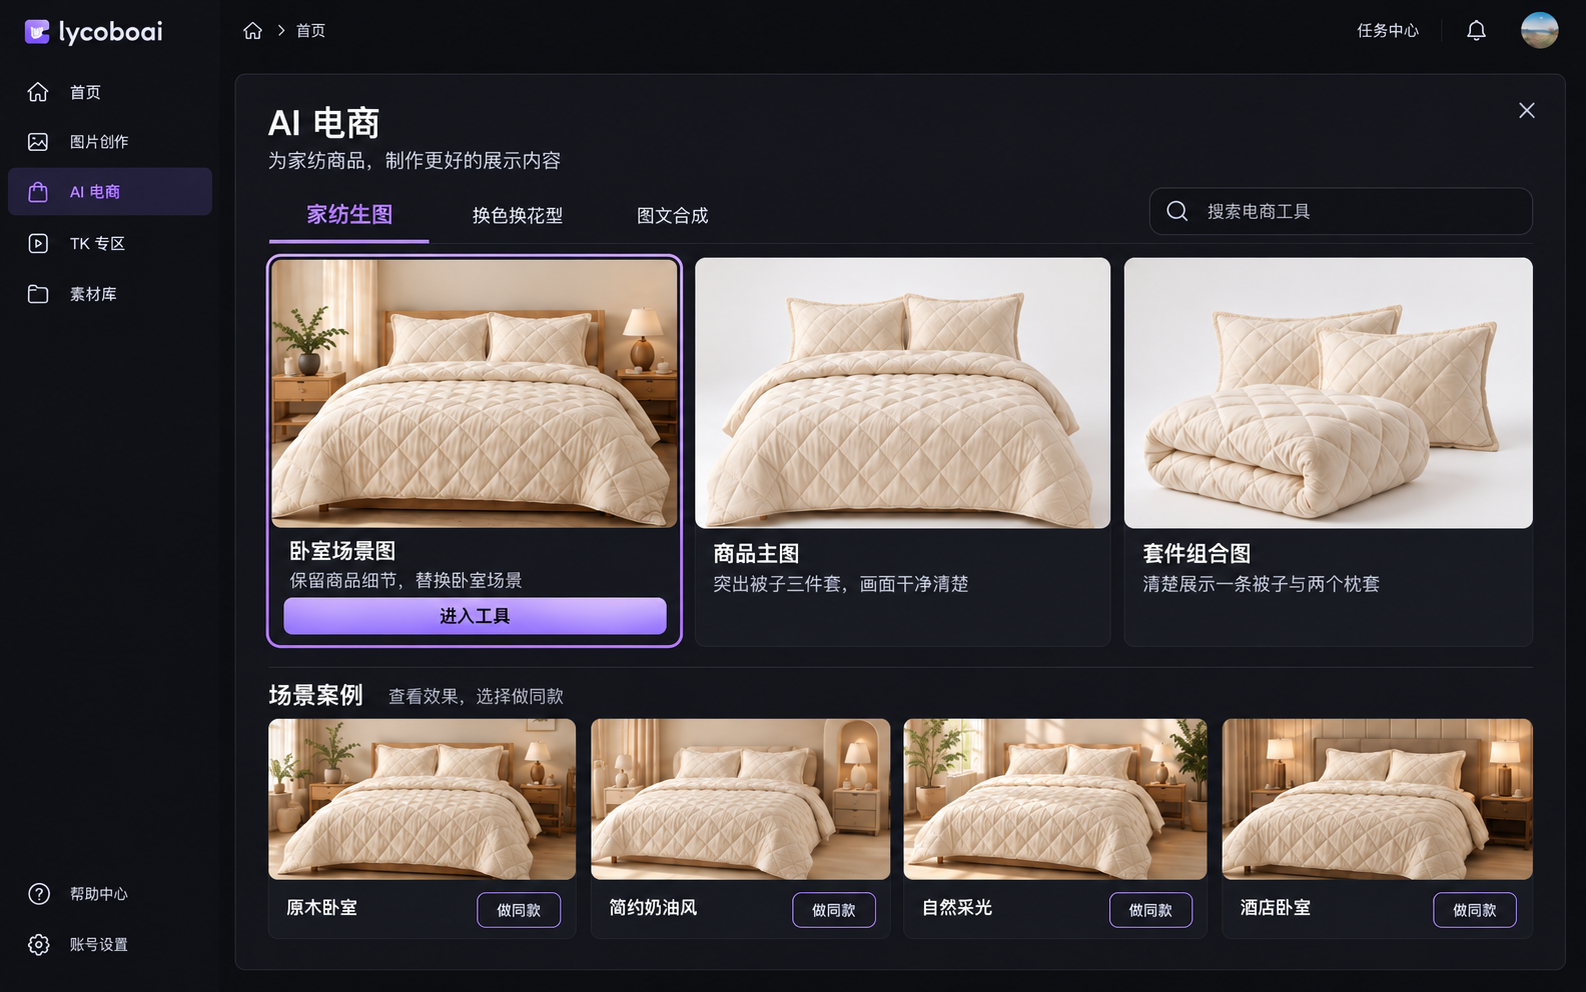 lycoboai
首页
任务中心
首页
图片创作
AI 电商
TK 专区
素材库
帮助中心
账号设置
AI 电商
为家纺商品，制作更好的展示内容
家纺生图
换色换花型
图文合成
搜索电商工具
卧室场景图
保留商品细节，替换卧室场景
进入工具
商品主图
突出被子三件套，画面干净清楚
套件组合图
清楚展示一条被子与两个枕套
场景案例
查看效果，选择做同款
原木卧室
做同款
简约奶油风
做同款
自然采光
做同款
酒店卧室
做同款